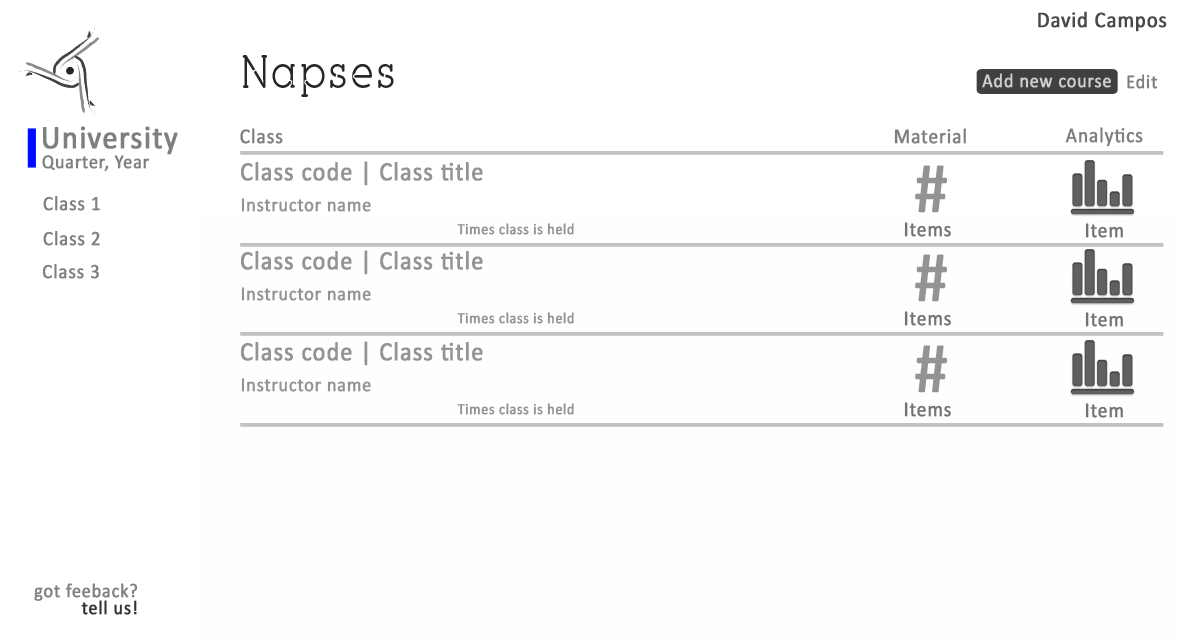 David Campos
Napses
Add new course Edit
University
Quarter, Year
Class 1
Class 2
Class 3
Class Material Analytics
Class code | Class title
#
Instructor name
Times class is held Items Item
Class code | Class title
#
Instructor name
Times class is held Items Item
Class code | Class title
#
Instructor name
Times class is held Items Item
got feeback?
tell us!